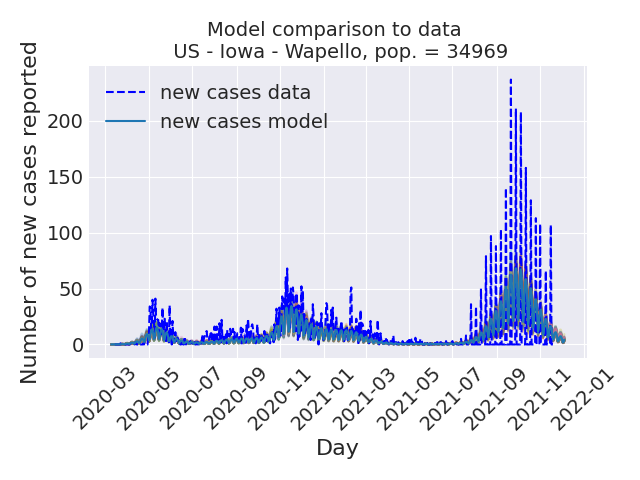 Model comparison to data
US - Iowa - Wapello, pop. = 34969
new cases data
new cases model
Number of new cases reported
200
150
100
50
0
2020-03
2020-05
2020-07
2020-09
2020-11
2021-01
2021-03
2021-05
2021-07
2021-09
2021-11
2022-01
Day